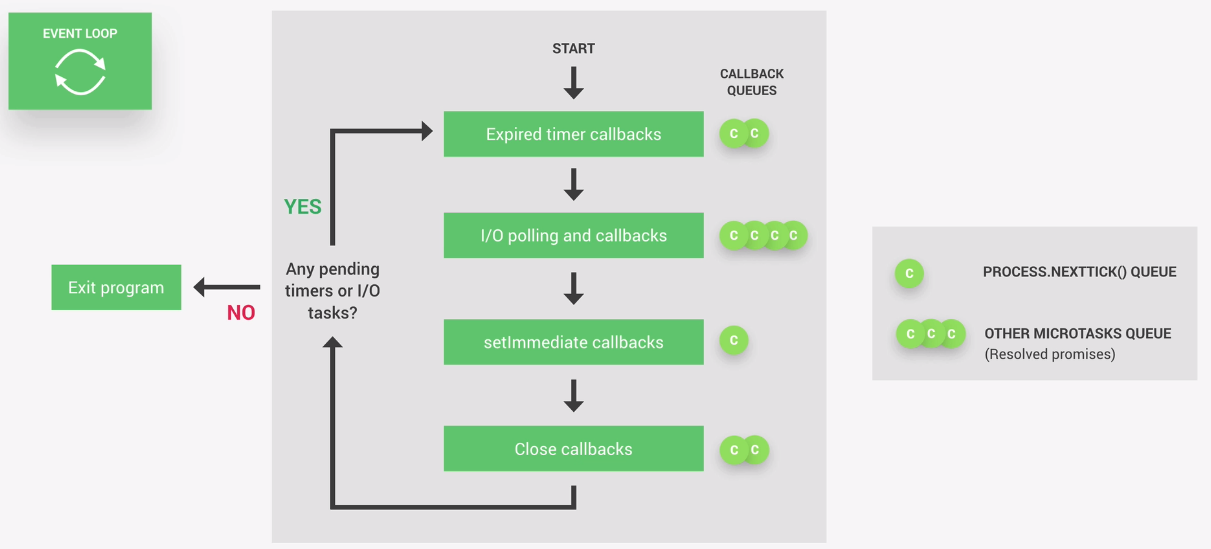 EVENT LOOP
START
CALLBACK
QUEUES
Expired timer callbacks
C C
YES
I/O polling and callbacks
C C C C
Any pending
timers or I/O
tasks?
Exit program
NO
setImmediate callbacks
C
Close callbacks
C C
C
PROCESS.NEXTTICK() QUEUE
C C C
OTHER MICROTASKS QUEUE
(Resolved promises)